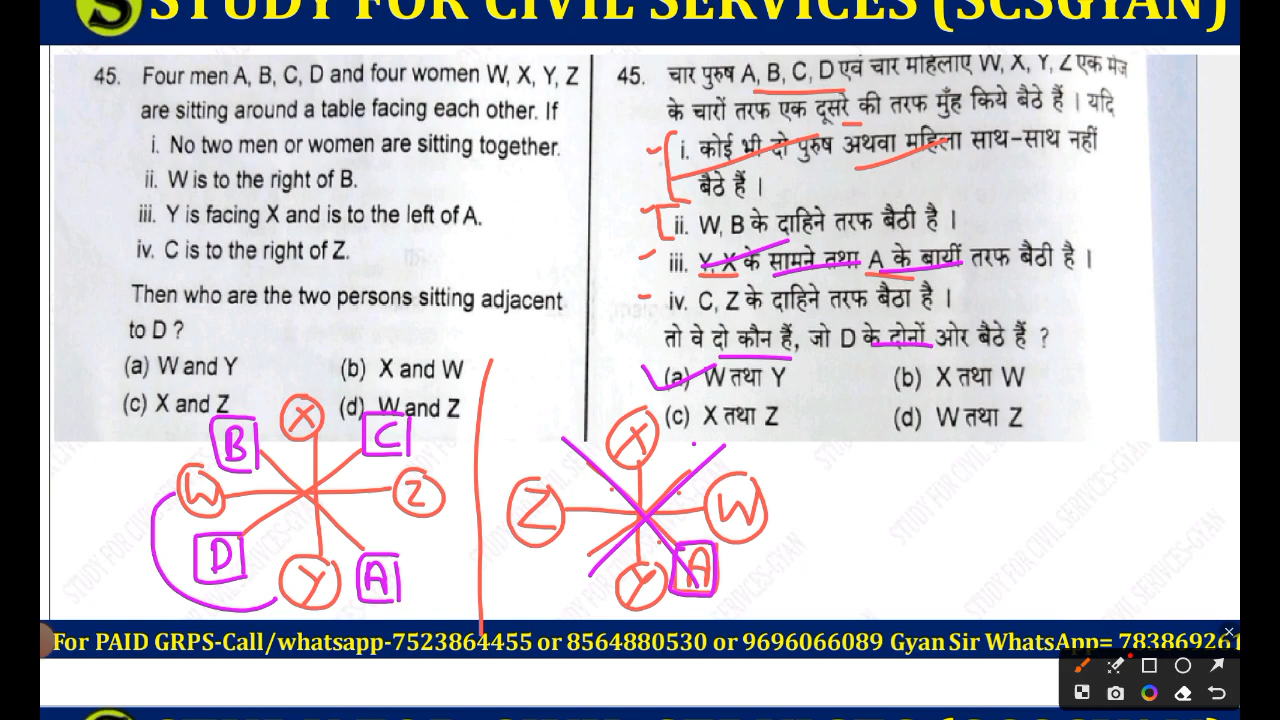 STUDY FOR CIVIL SERVICES (SCSGYAN)
45. Four men A, B, C, D and four women W, X, Y, Z
are sitting around a table facing each other. If
i. No two men or women are sitting together.
ii. W is to the right of B.
iii. Y is facing X and is to the left of A.
iv. C is to the right of Z.
Then who are the two persons sitting adjacent
to D ?
(a) W and Y (b) X and W
(c) X and Z (d) W and Z
45. चार पुरुष A, B, C, D एवं चार महिलाएं W, X, Y, Z एक मेज
के चारों तरफ एक दूसरे की तरफ मुँह किये बैठे हैं । यदि
i. कोई भी दो पुरुष अथवा महिला साथ-साथ नहीं
बैठे हैं ।
ii. W, B के दाहिने तरफ बैठी है ।
iii. Y, X के सामने तथा A के बायीं तरफ बैठी है ।
iv. C, Z के दाहिने तरफ बैठा है ।
तो वे दो कौन हैं, जो D के दोनों ओर बैठे हैं ?
(a) W तथा Y (b) X तथा W
(c) X तथा Z (d) W तथा Z
X
B C
W Z
D A
Y
X
Z W
Y A
For PAID GRPS-Call/whatsapp-7523864455 or 8564880530 or 9696066089 Gyan Sir WhatsApp= 783869261